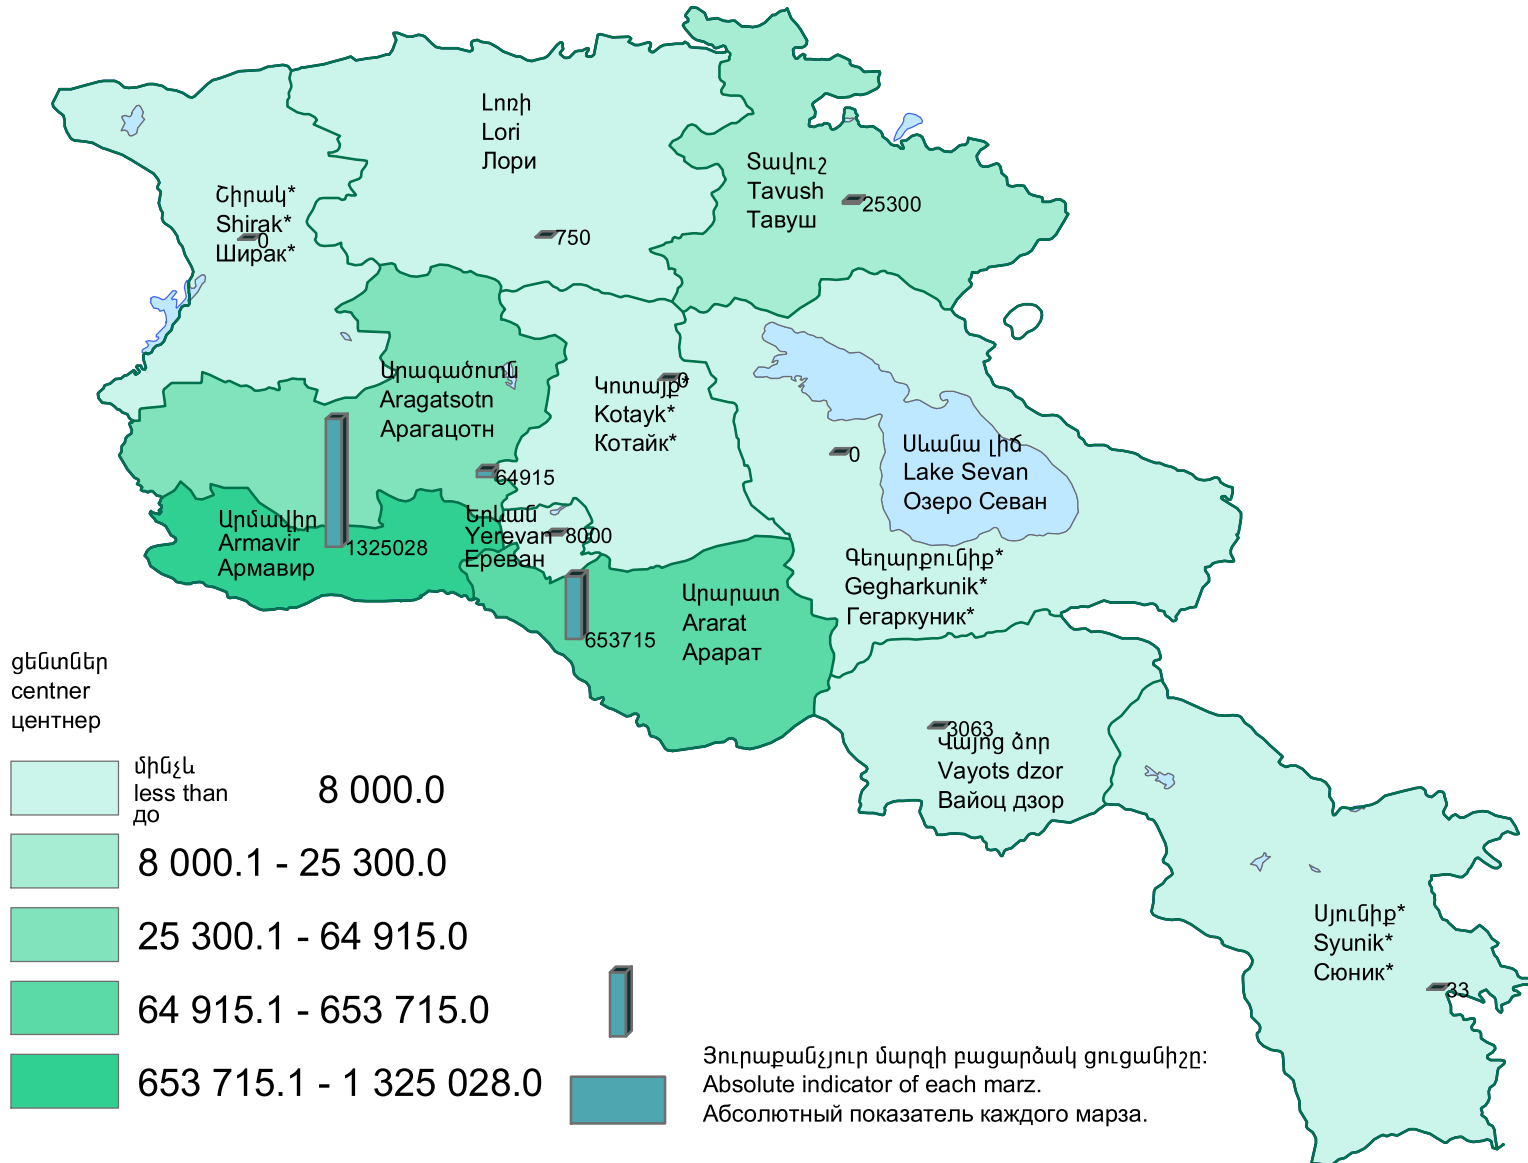 Լոռի
Lori
Лори
750
Տավուշ
Tavush
Тавуш
25300
Շիրակ*
Shirak*
Ширак*
0
Արագածոտն
Aragatsotn
Арагацотн
64915
Կոտայք*
Kotayk*
Котайк*
0
Սևանա լիճ
Lake Sevan
Озеро Севан
0
Գեղարքունիք*
Gegharkunik*
Гегаркуник*
Արմավիր
Armavir
Армавир
1325028
Երևան
Yerevan
Ереван
8000
Արարատ
Ararat
Арарат
653715
3063
Վայոց ձոր
Vayots dzor
Вайоц дзор
Սյունիք*
Syunik*
Сюник*
33
ցենտներ
centner
центнер
մինչև
less than
до
8 000.0
8 000.1 - 25 300.0
25 300.1 - 64 915.0
64 915.1 - 653 715.0
653 715.1 - 1 325 028.0
Յուրաքանչյուր մարզի բացարձակ ցուցանիշը:
Absolute indicator of each marz.
Абсолютный показатель каждого марза.